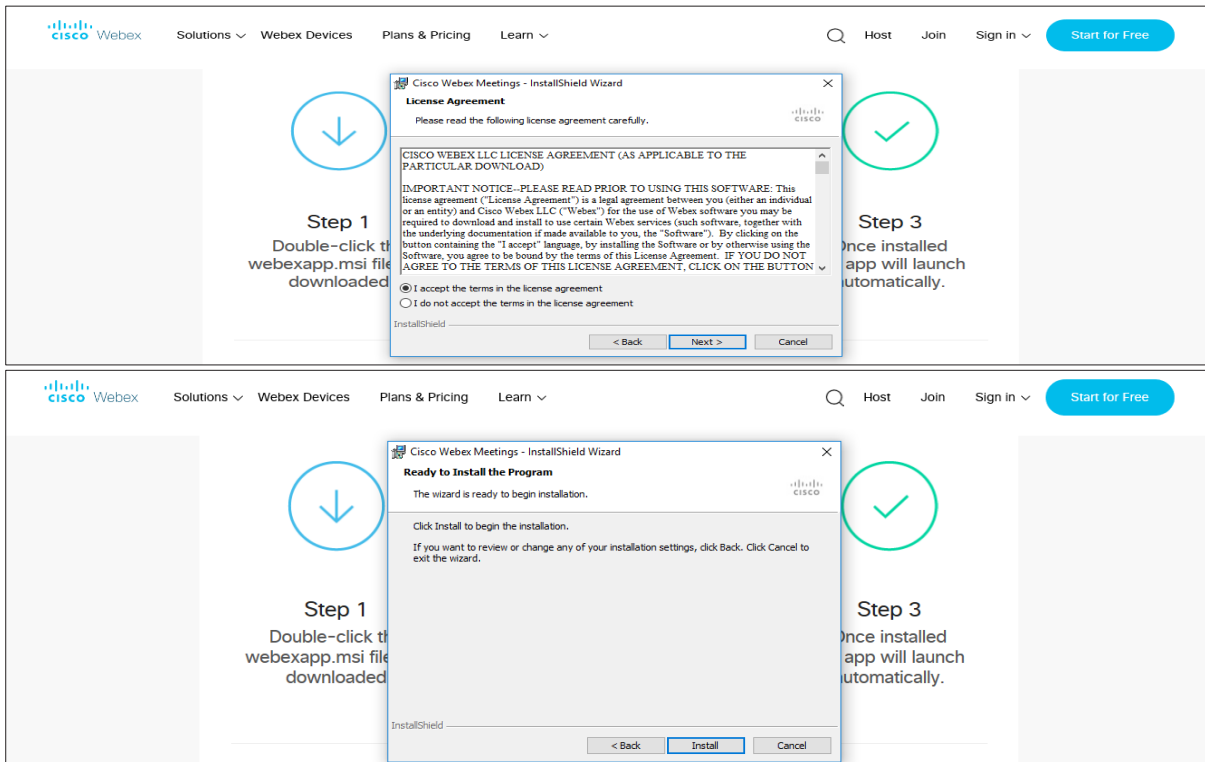 CISCO Webex Solutions Webex Devices Plans & Pricing Learn Host Join Sign in Start for Free
Cisco Webex Meetings - InstallShield Wizard
License Agreement
Please read the following license agreement carefully.
CISCO
CISCO WEBEX LLC LICENSE AGREEMENT (AS APPLICABLE TO THE
PARTICULAR DOWNLOAD)
IMPORTANT NOTICE--PLEASE READ PRIOR TO USING THIS SOFTWARE: This
license agreement ("License Agreement") is a legal agreement between you (either an individual
or an entity) and Cisco Webex LLC ("Webex") for the use of Webex software you may be
required to download and install to use certain Webex services (such software, together with
the underlying documentation if made available to you, the "Software"). By clicking on the
button containing the "I accept" language, by installing the Software or by otherwise using the
Software, you agree to be bound by the terms of this License Agreement. IF YOU DO NOT
AGREE TO THE TERMS OF THIS LICENSE AGREEMENT, CLICK ON THE BUTTON
I accept the terms in the license agreement
I do not accept the terms in the license agreement
InstallShield
< Back Next > Cancel
Step 1
Double-click th
webexapp.msi file
downloaded
Step 3
Once installed
app will launch
utomatically.
CISCO Webex Solutions Webex Devices Plans & Pricing Learn Host Join Sign in Start for Free
Cisco Webex Meetings - InstallShield Wizard
Ready to Install the Program
The wizard is ready to begin installation.
CISCO
Click Install to begin the installation.
If you want to review or change any of your installation settings, click Back. Click Cancel to
exit the wizard.
InstallShield
< Back Install Cancel
Step 1
Double-click th
webexapp.msi file
downloaded
Step 3
Once installed
app will launch
utomatically.